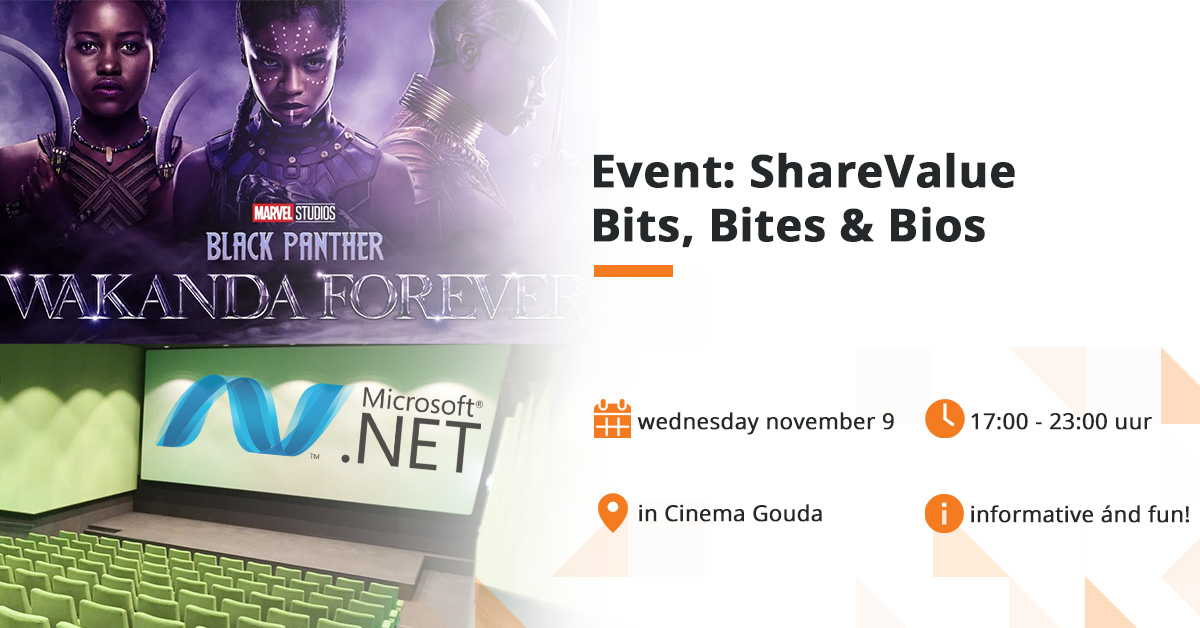 MARVEL STUDIOS
BLACK PANTHER
WAKANDA FOREVER
Microsoft®
.NET
TM
Event: ShareValue
Bits, Bites & Bios
wednesday november 9
17:00 - 23:00 uur
in Cinema Gouda
informative ánd fun!